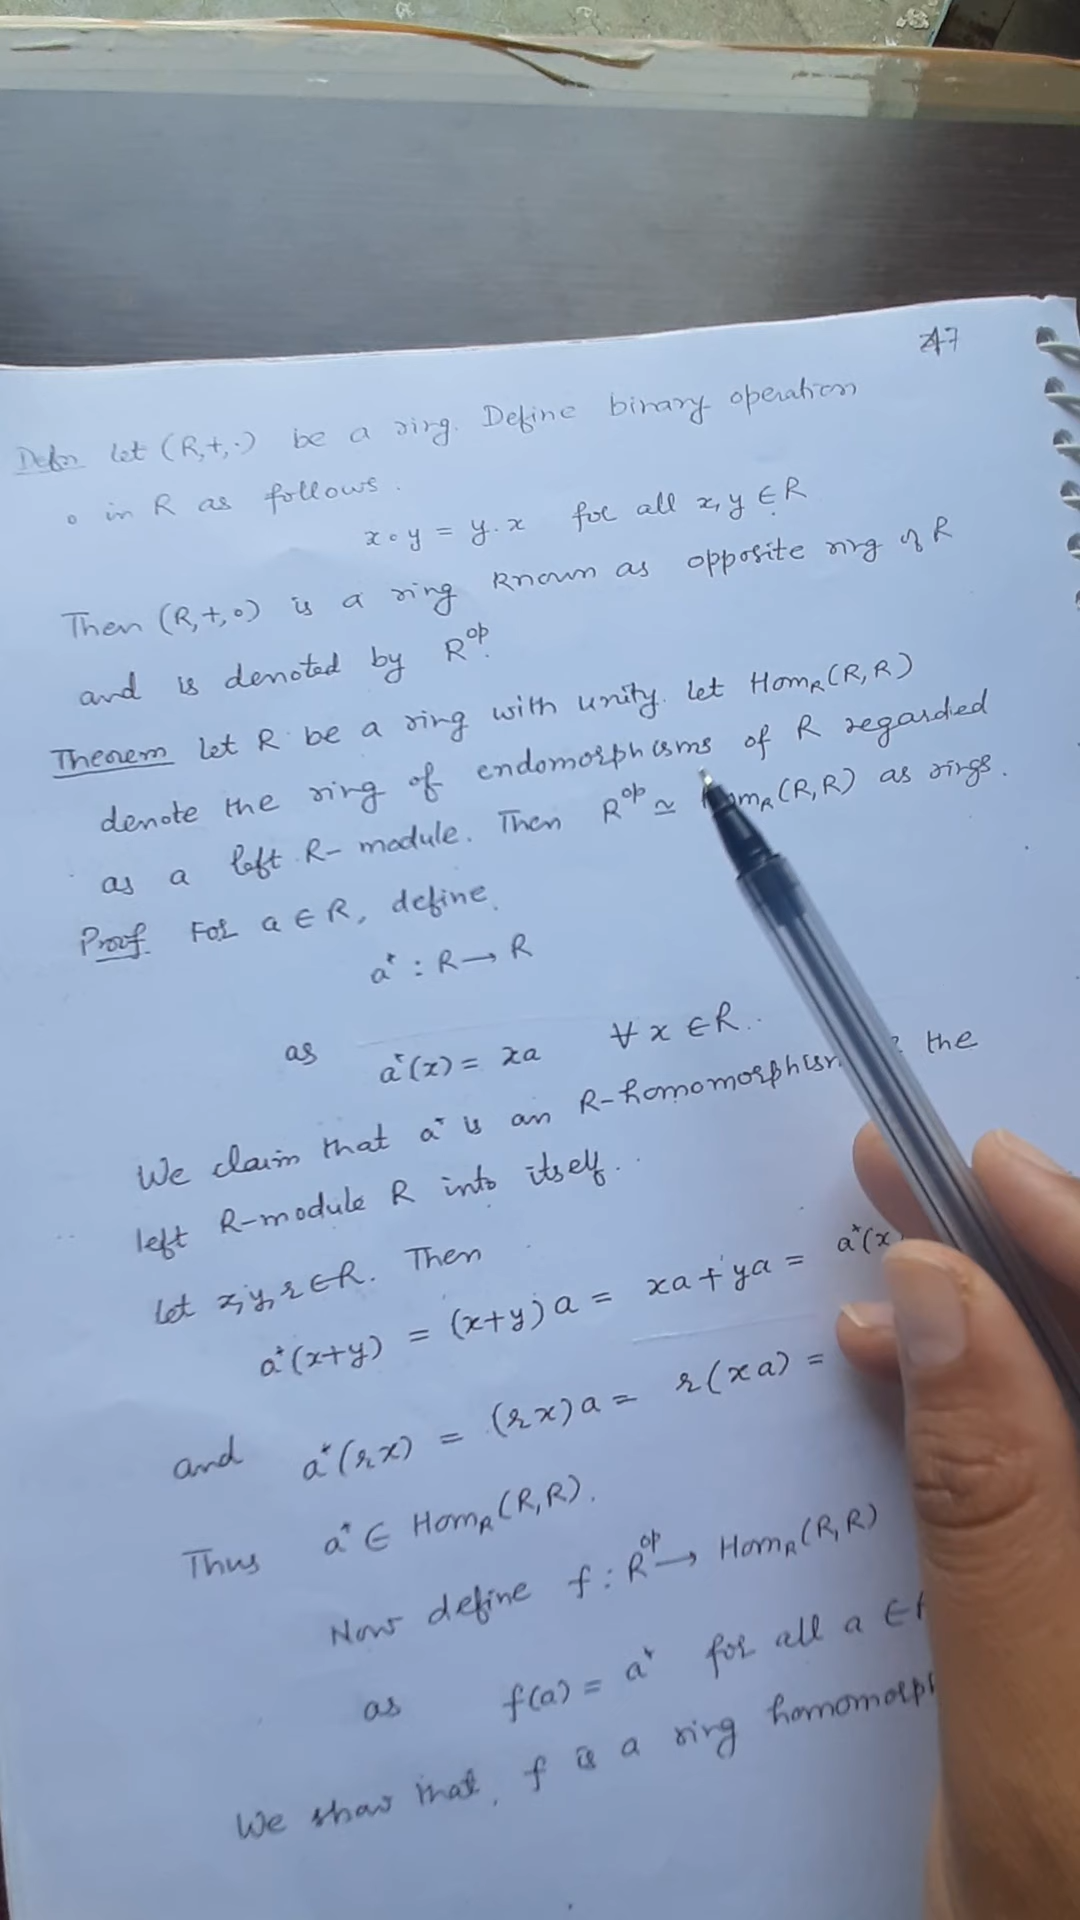 47
Defn let (R,+,·) be a ring. Define binary operation
∘ in R as follows.
x∘y = y.x for all x, y ∈ R
Then (R,+,∘) is a ring known as opposite ring of R
and is denoted by R^op.
Theorem let R be a ring with unity. let Hom_R(R,R)
denote the ring of endomorphisms of R regarded
as a left R-module. Then R^op ≃ Hom_R(R,R) as rings.
Proof. For a ∈ R, define
a* : R → R
as a*(x) = xa ∀ x ∈ R.
We claim that a* is an R-homomorphism the
left R-module R into itself.
let x, y, r ∈ R. Then
a*(x+y) = (x+y)a = xa + ya = a*(x
and a*(rx) = (rx)a = r(xa) =
Thus a* ∈ Hom_R(R,R).
Now define f : R^op → Hom_R(R,R)
as f(a) = a* for all a ∈
We show that f is a ring homomorp